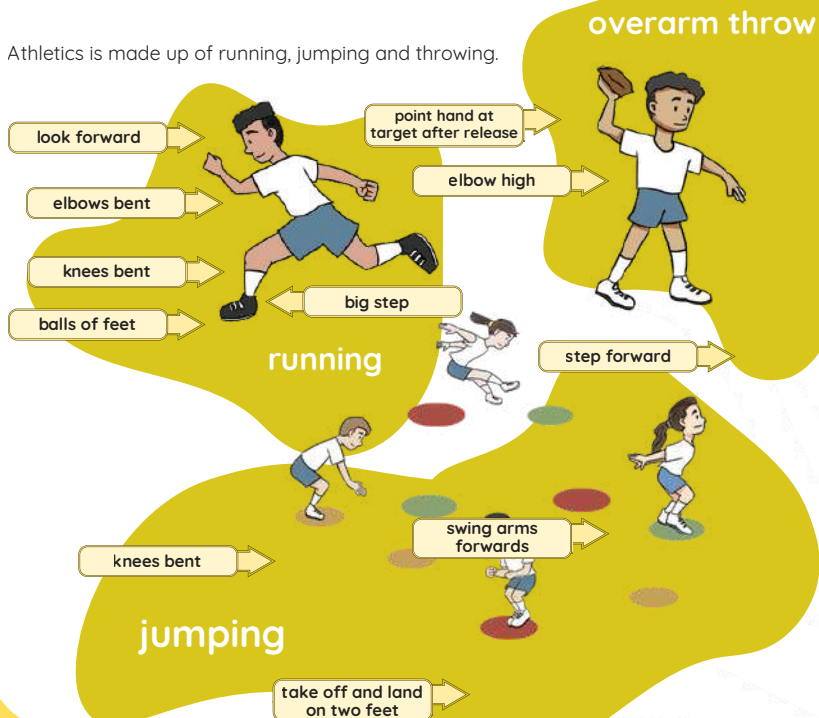 overarm throw
Athletics is made up of running, jumping and throwing.
look forward
elbows bent
knees bent
balls of feet
big step
running
point hand at
target after release
elbow high
step forward
knees bent
swing arms
forwards
jumping
take off and land
on two feet